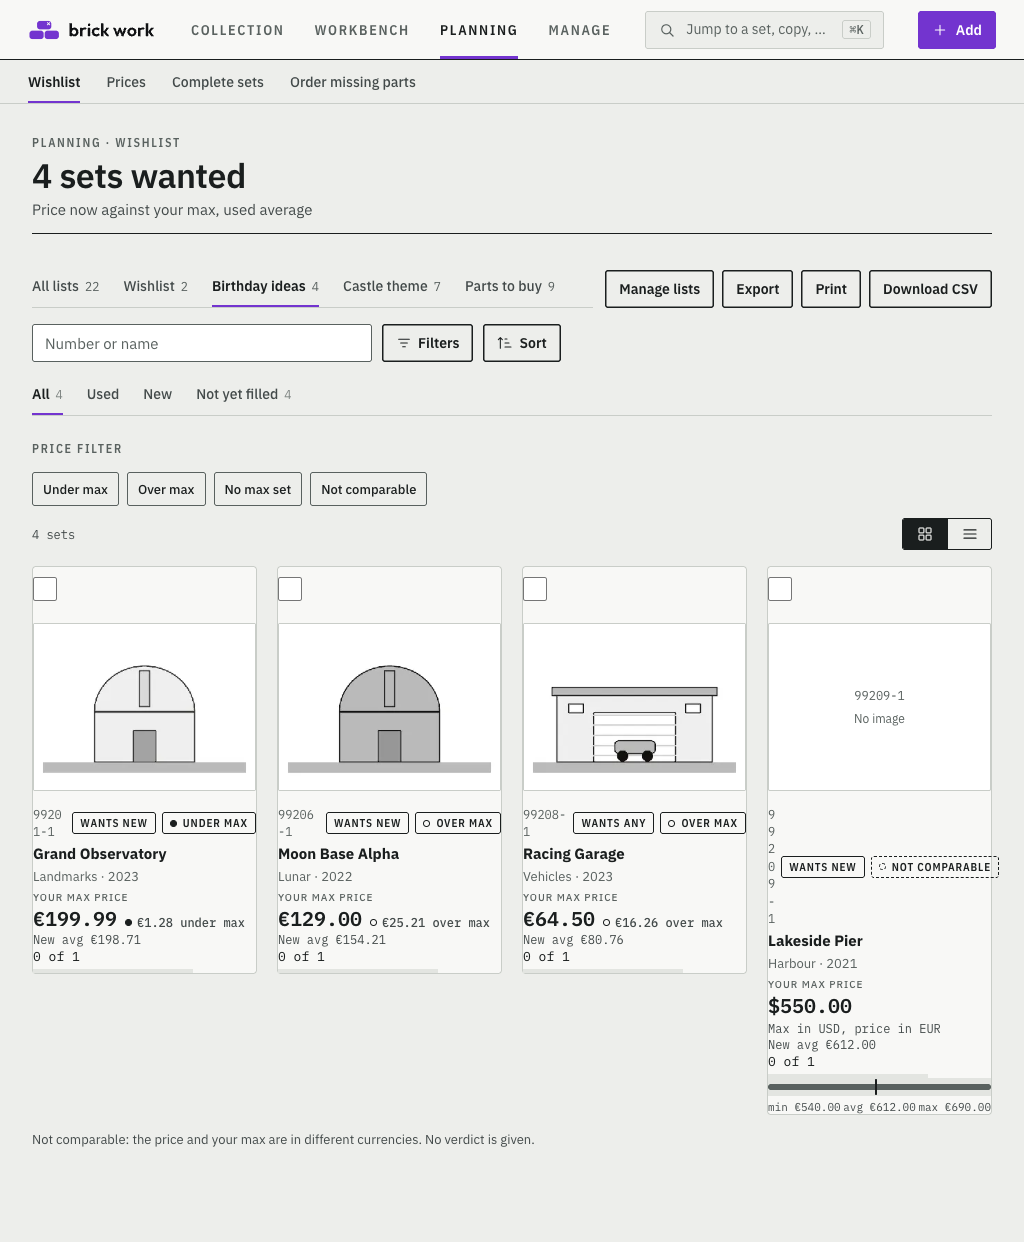 brick work
COLLECTION WORKBENCH PLANNING MANAGE
Jump to a set, copy, ... ⌘K
+ Add
Wishlist Prices Complete sets Order missing parts
PLANNING · WISHLIST
4 sets wanted
Price now against your max, used average
All lists 22 Wishlist 2 Birthday ideas 4 Castle theme 7 Parts to buy 9
Manage lists Export Print Download CSV
Number or name Filters Sort
All 4 Used New Not yet filled 4
PRICE FILTER
Under max Over max No max set Not comparable
4 sets
9920
1-1
WANTS NEW UNDER MAX
Grand Observatory
Landmarks · 2023
YOUR MAX PRICE
€199.99 €1.28 under max
New avg €198.71
0 of 1
99206
-1
WANTS NEW OVER MAX
Moon Base Alpha
Lunar · 2022
YOUR MAX PRICE
€129.00 €25.21 over max
New avg €154.21
0 of 1
99208-
1
WANTS ANY OVER MAX
Racing Garage
Vehicles · 2023
YOUR MAX PRICE
€64.50 €16.26 over max
New avg €80.76
0 of 1
99209-1
No image
9
9
2
0
9
-
1
WANTS NEW NOT COMPARABLE
Lakeside Pier
Harbour · 2021
YOUR MAX PRICE
$550.00
Max in USD, price in EUR
New avg €612.00
0 of 1
min €540.00 avg €612.00 max €690.00
Not comparable: the price and your max are in different currencies. No verdict is given.